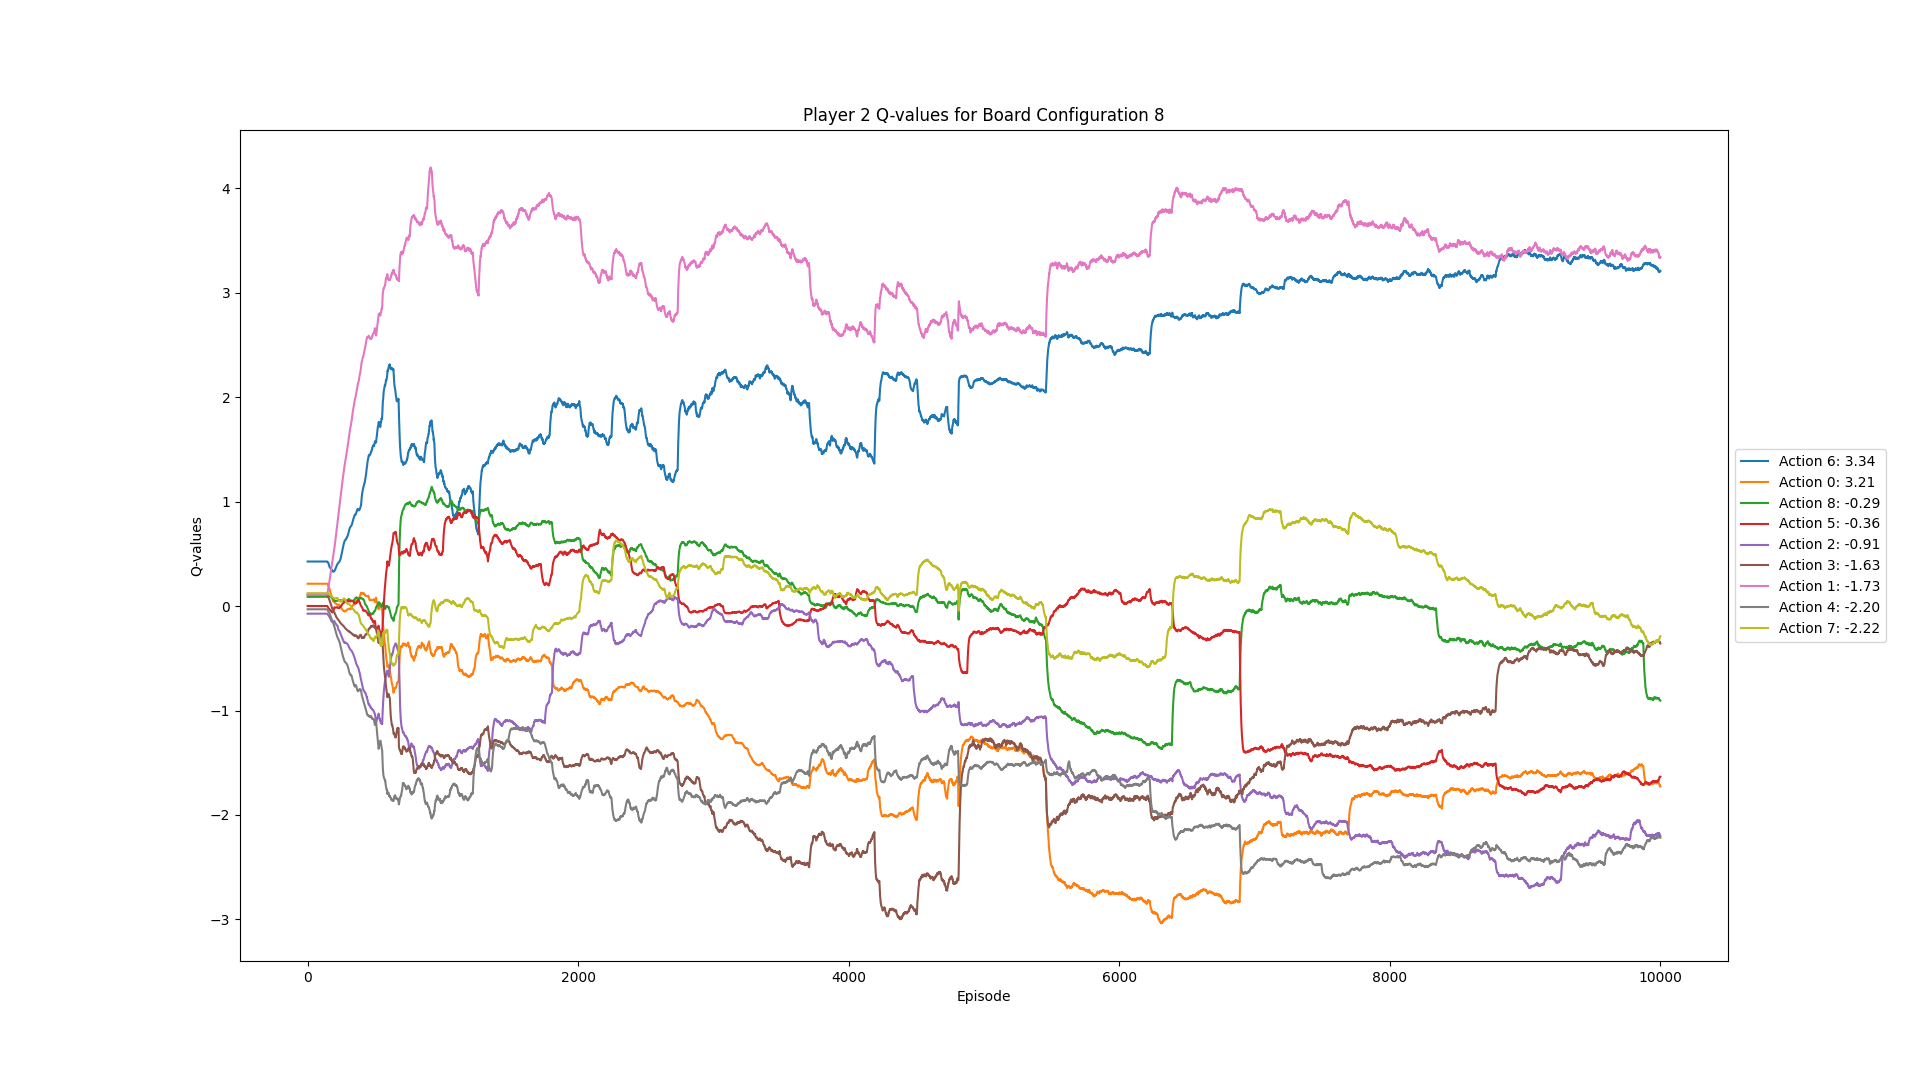 Player 2 Q-values for Board Configuration 8
Q-values
4
3
2
1
0
−1
−2
−3
0
2000
4000
6000
8000
10000
Episode
Action 6: 3.34
Action 0: 3.21
Action 8: -0.29
Action 5: -0.36
Action 2: -0.91
Action 3: -1.63
Action 1: -1.73
Action 4: -2.20
Action 7: -2.22